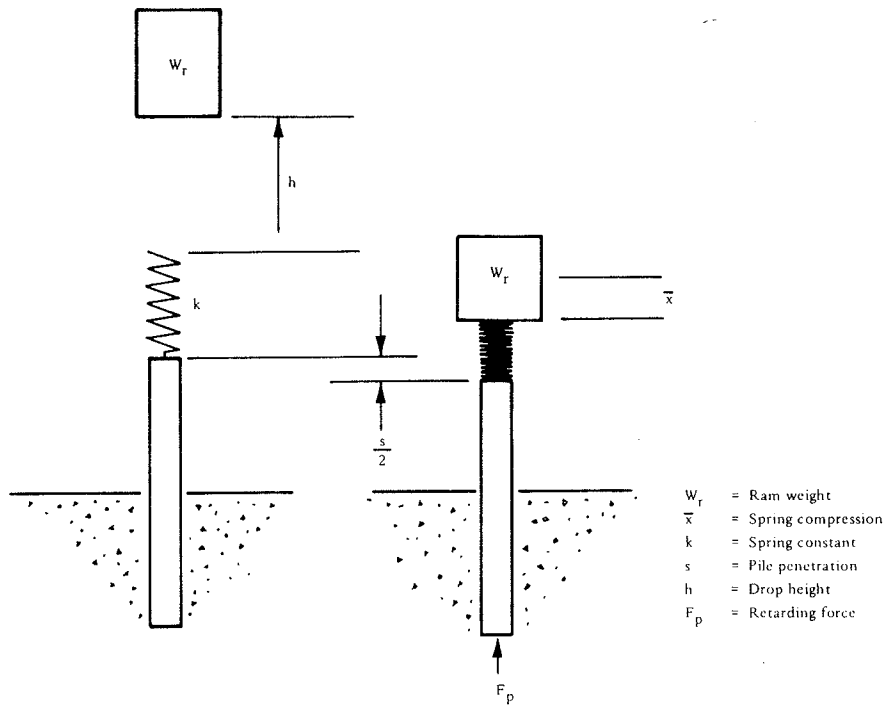 W_r
h
k
W_r
x̄
s
2
W_r = Ram weight
x̄ = Spring compression
k = Spring constant
s = Pile penetration
h = Drop height
F_p = Retarding force
F_p